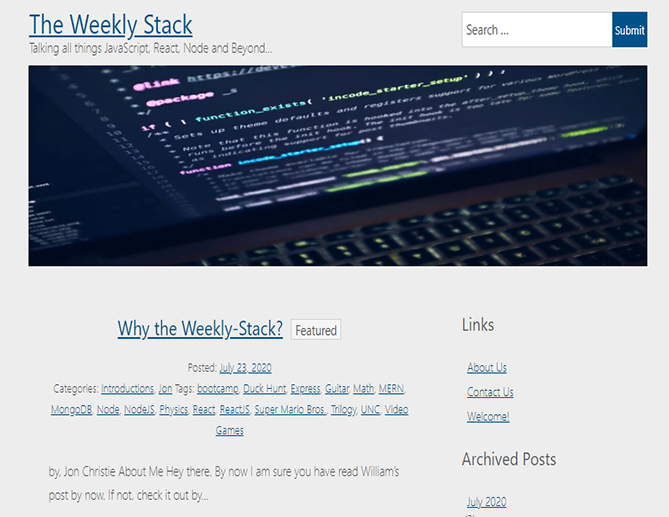 The Weekly Stack
Talking all things JavaScript, React, Node and Beyond...
Search ...
Submit
@link https://dev
* @package _s
*/
if ( ! function_exists( 'incode_starter_setup' ) ) :
/**
* Sets up theme defaults and registers support for various WordPress
* Note that this function is hooked into the after_setup_theme hook, which
* runs before the init hook. The init hook is too late for some features, such
* as indicating support for post thumbnails.
*/
function incode_starter_setup() {
Why the Weekly-Stack?
Featured
Posted: July 23, 2020
Categories: Introductions, Jon Tags: bootcamp, Duck Hunt, Express, Guitar, Math, MERN,
MongoDB, Node, NodeJS, Physics, React, ReactJS, Super Mario Bros., Trilogy, UNC, Video
Games
by, Jon Christie About Me Hey there. By now I am sure you have read William's
post by now. If not, check it out by...
Links
About Us
Contact Us
Welcome!
Archived Posts
July 2020